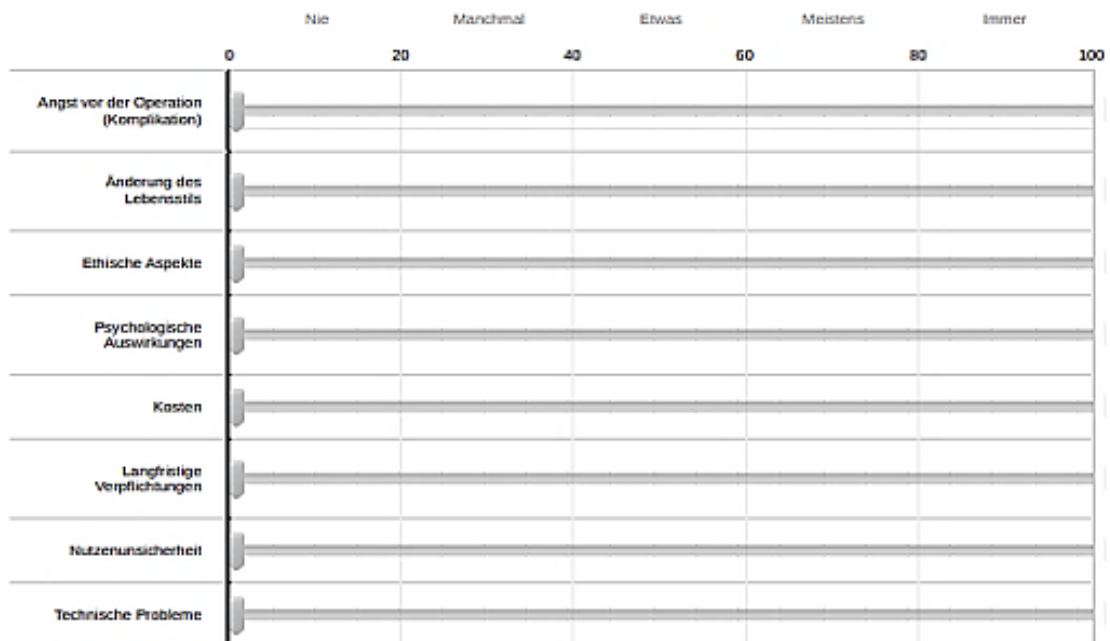 Nie Manchmal Etwas Meistens Immer
0 20 40 60 80 100
Angst vor der Operation
(Komplikation)
Änderung des
Lebensstils
Ethische Aspekte
Psychologische
Auswirkungen
Kosten
Langfristige
Verpflichtungen
Nutzenunsicherheit
Technische Probleme